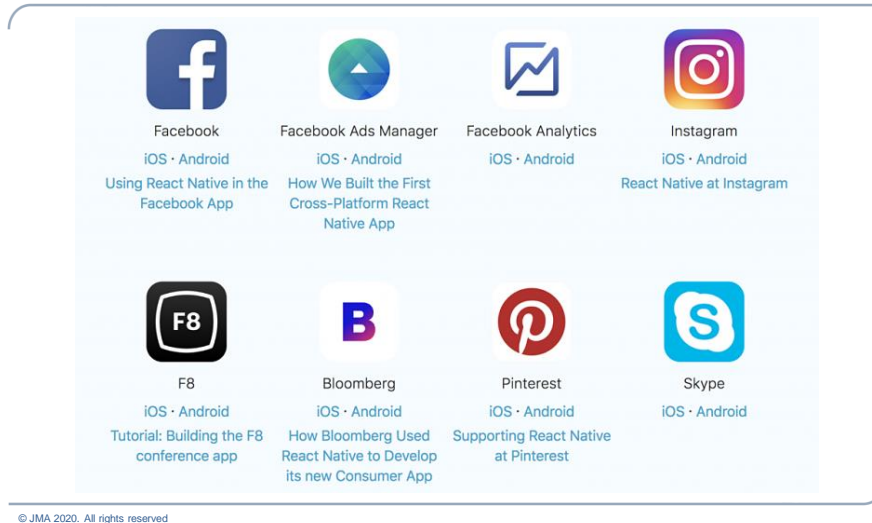 Facebook
iOS · Android
Using React Native in the
Facebook App
Facebook Ads Manager
iOS · Android
How We Built the First
Cross-Platform React
Native App
Facebook Analytics
iOS · Android
Instagram
iOS · Android
React Native at Instagram
F8
F8
iOS · Android
Tutorial: Building the F8
conference app
B
Bloomberg
iOS · Android
How Bloomberg Used
React Native to Develop
its new Consumer App
Pinterest
iOS · Android
Supporting React Native
at Pinterest
S
Skype
iOS · Android
© JMA 2020. All rights reserved